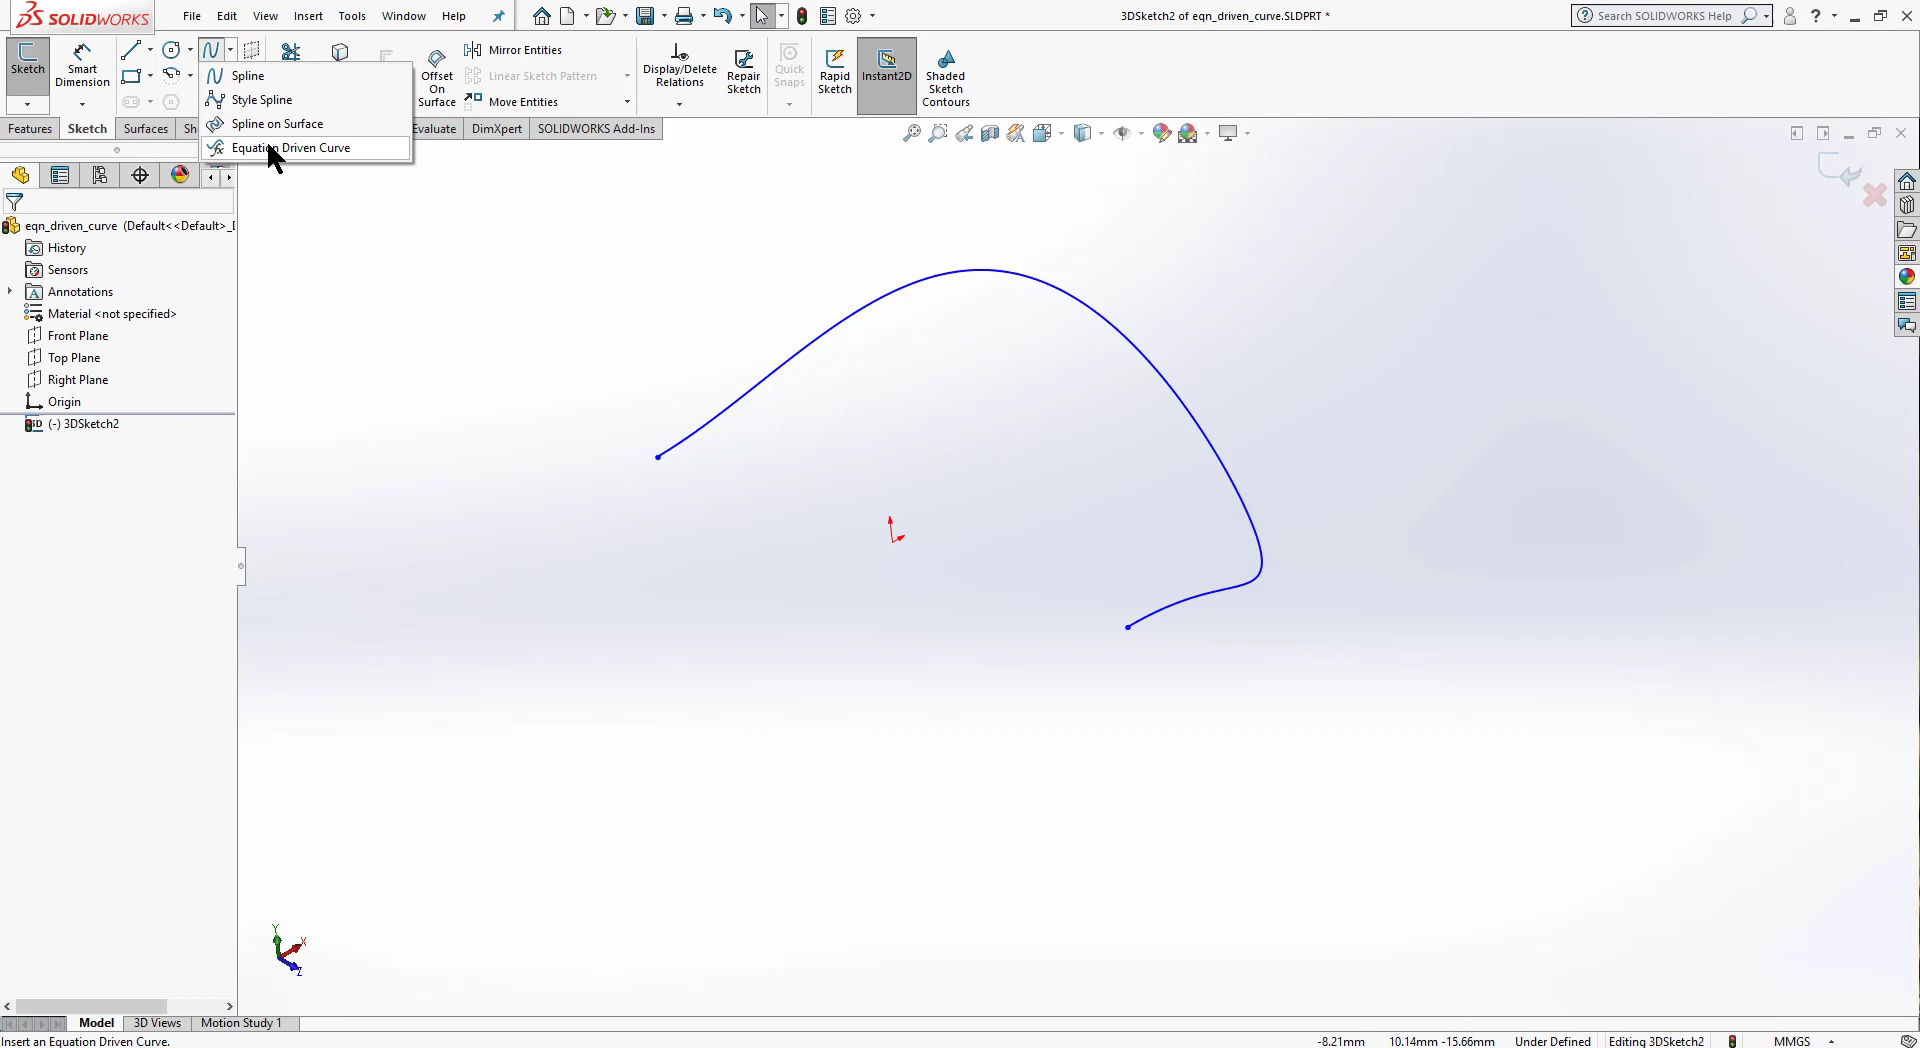 SOLIDWORKS File Edit View Insert Tools Window Help 3DSketch2 of eqn_driven_curve.SLDPRT * Search SOLIDWORKS Help ?
Sketch
Smart
Dimension
Spline
Style Spline
Spline on Surface
Equation Driven Curve
Offset
On
Surface
Mirror Entities
Linear Sketch Pattern
Move Entities
Display/Delete
Relations
Repair
Sketch
Quick
Snaps
Rapid
Sketch
Instant2D
Shaded
Sketch
Contours
Features Sketch Surfaces Sh Evaluate DimXpert SOLIDWORKS Add-Ins
eqn_driven_curve (Default<<Default>_D
History
Sensors
Annotations
Material <not specified>
Front Plane
Top Plane
Right Plane
Origin
3D (-) 3DSketch2
Y
X
Z
Model 3D Views Motion Study 1
Insert an Equation Driven Curve. -8.21mm 10.14mm -15.66mm Under Defined Editing 3DSketch2 MMGS